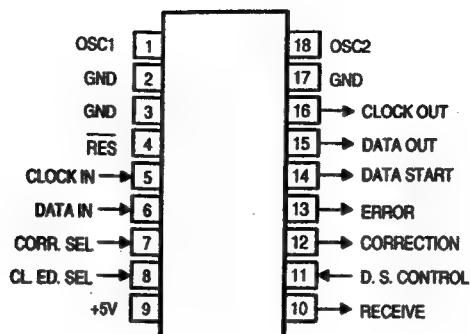 OSC1 1 18 OSC2
GND 2 17 GND
GND 3 16 CLOCK OUT
RES 4 15 DATA OUT
CLOCK IN 5 14 DATA START
DATA IN 6 13 ERROR
CORR. SEL 7 12 CORRECTION
CL. ED. SEL 8 11 D. S. CONTROL
+5V 9 10 RECEIVE